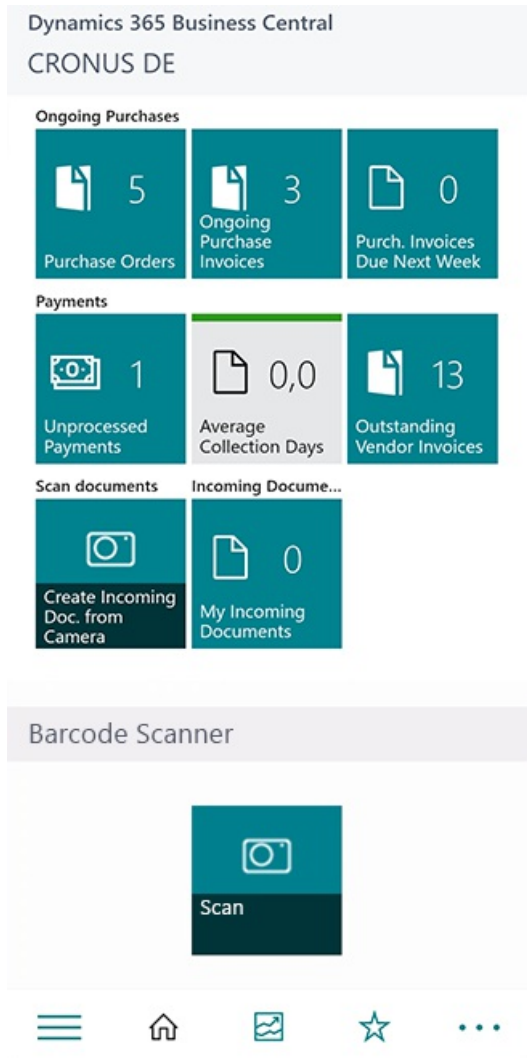 Dynamics 365 Business Central
CRONUS DE
Ongoing Purchases
5
Purchase Orders
3
Ongoing
Purchase
Invoices
0
Purch. Invoices
Due Next Week
Payments
1
Unprocessed
Payments
0,0
Average
Collection Days
13
Outstanding
Vendor Invoices
Scan documents
Incoming Docume...
Create Incoming
Doc. from
Camera
0
My Incoming
Documents
Barcode Scanner
Scan